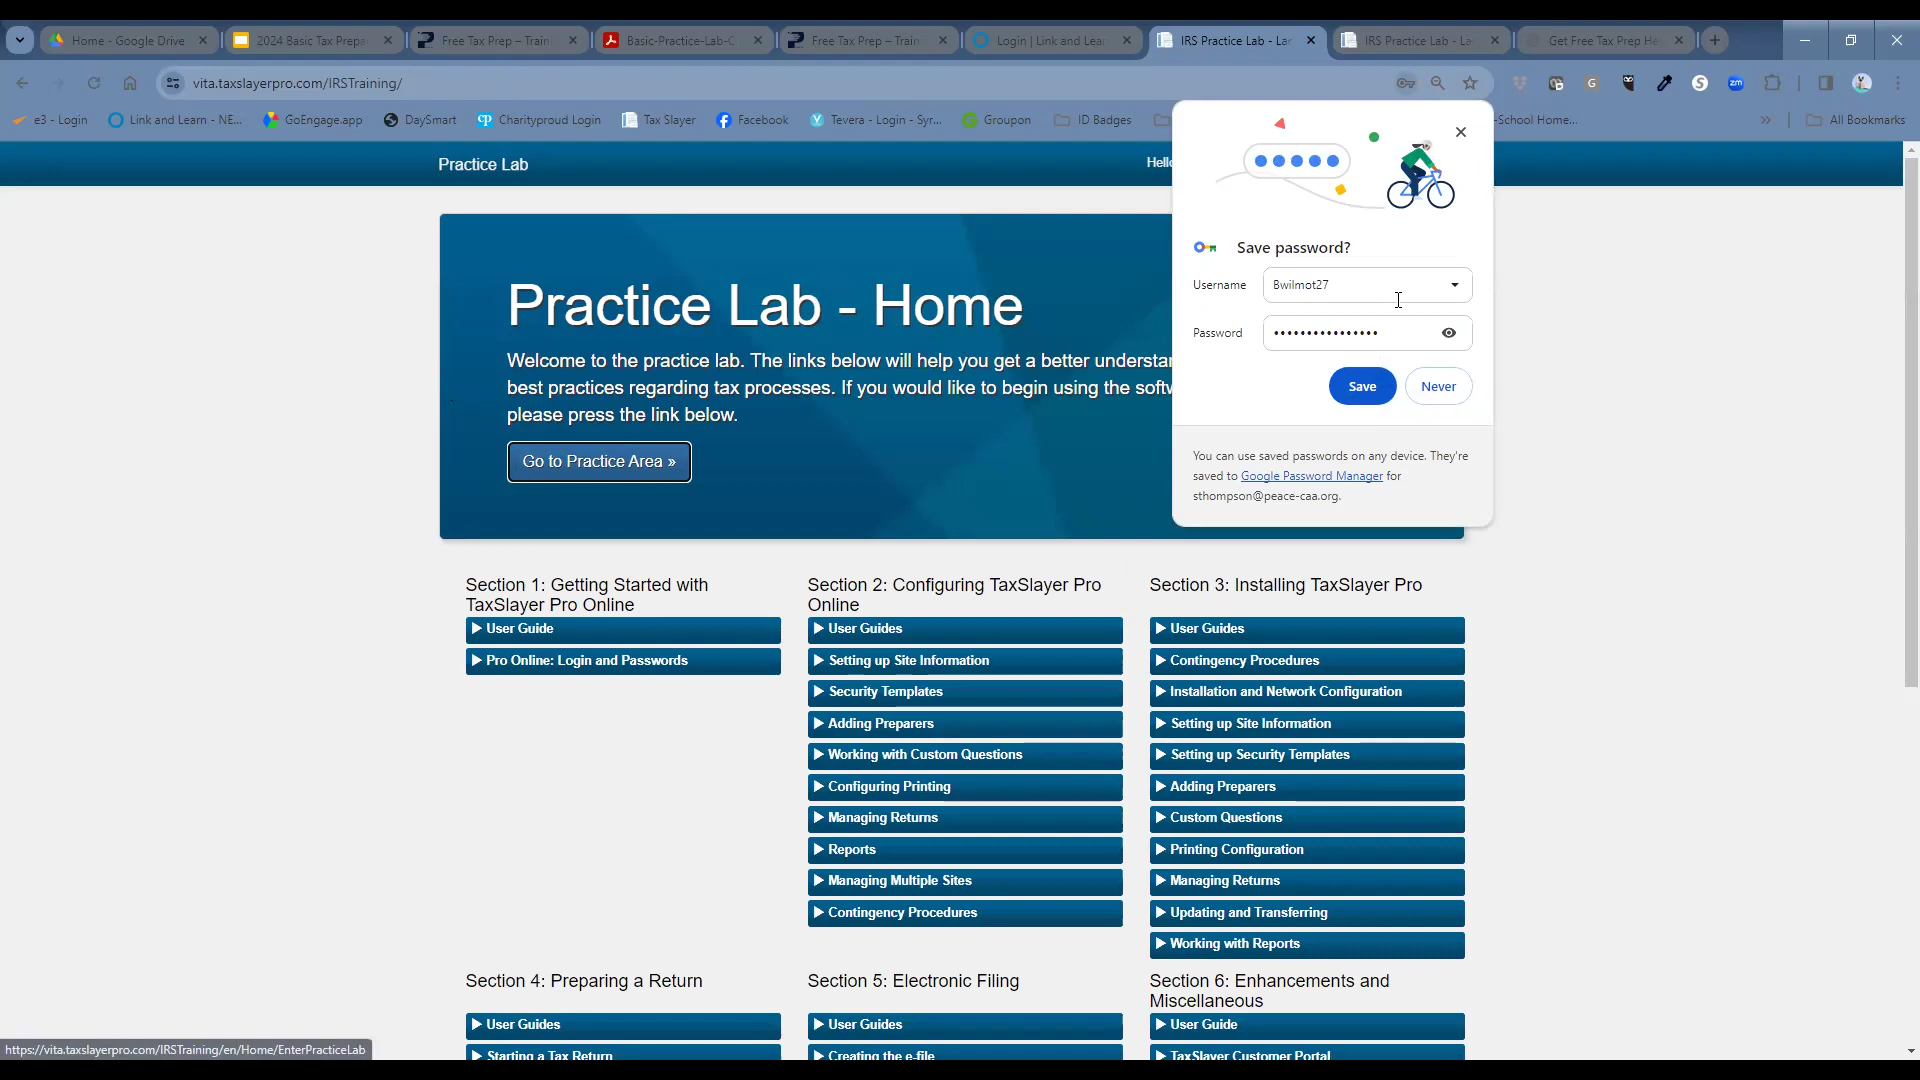 Home - Google Drive
2024 Basic Tax Prepa
Free Tax Prep – Train
Basic-Practice-Lab-C
Free Tax Prep – Train
Login | Link and Lea
IRS Practice Lab - La
IRS Practice Lab - La
Get Free Tax Prep He
vita.taxslayerpro.com/IRSTraining/
e3 - Login
Link and Learn - NE...
GoEngage.app
DaySmart
Charityproud Login
Tax Slayer
Facebook
Tevera - Login - Syr...
Groupon
ID Badges
-School Home...
All Bookmarks
Practice Lab
Hello
Save password?
Username
Bwilmot27
Password
••••••••••••••••
Save
Never
You can use saved passwords on any device. They're
saved to Google Password Manager for
sthompson@peace-caa.org.
Practice Lab - Home
Welcome to the practice lab. The links below will help you get a better understa
best practices regarding tax processes. If you would like to begin using the softw
please press the link below.
Go to Practice Area »
Section 1: Getting Started with
TaxSlayer Pro Online
User Guide
Pro Online: Login and Passwords
Section 2: Configuring TaxSlayer Pro
Online
User Guides
Setting up Site Information
Security Templates
Adding Preparers
Working with Custom Questions
Configuring Printing
Managing Returns
Reports
Managing Multiple Sites
Contingency Procedures
Section 3: Installing TaxSlayer Pro
User Guides
Contingency Procedures
Installation and Network Configuration
Setting up Site Information
Setting up Security Templates
Adding Preparers
Custom Questions
Printing Configuration
Managing Returns
Updating and Transferring
Working with Reports
Section 4: Preparing a Return
User Guides
Starting a Tax Return
Section 5: Electronic Filing
User Guides
Creating the e-file
Section 6: Enhancements and
Miscellaneous
User Guide
TaxSlayer Customer Portal
https://vita.taxslayerpro.com/IRSTraining/en/Home/EnterPracticeLab